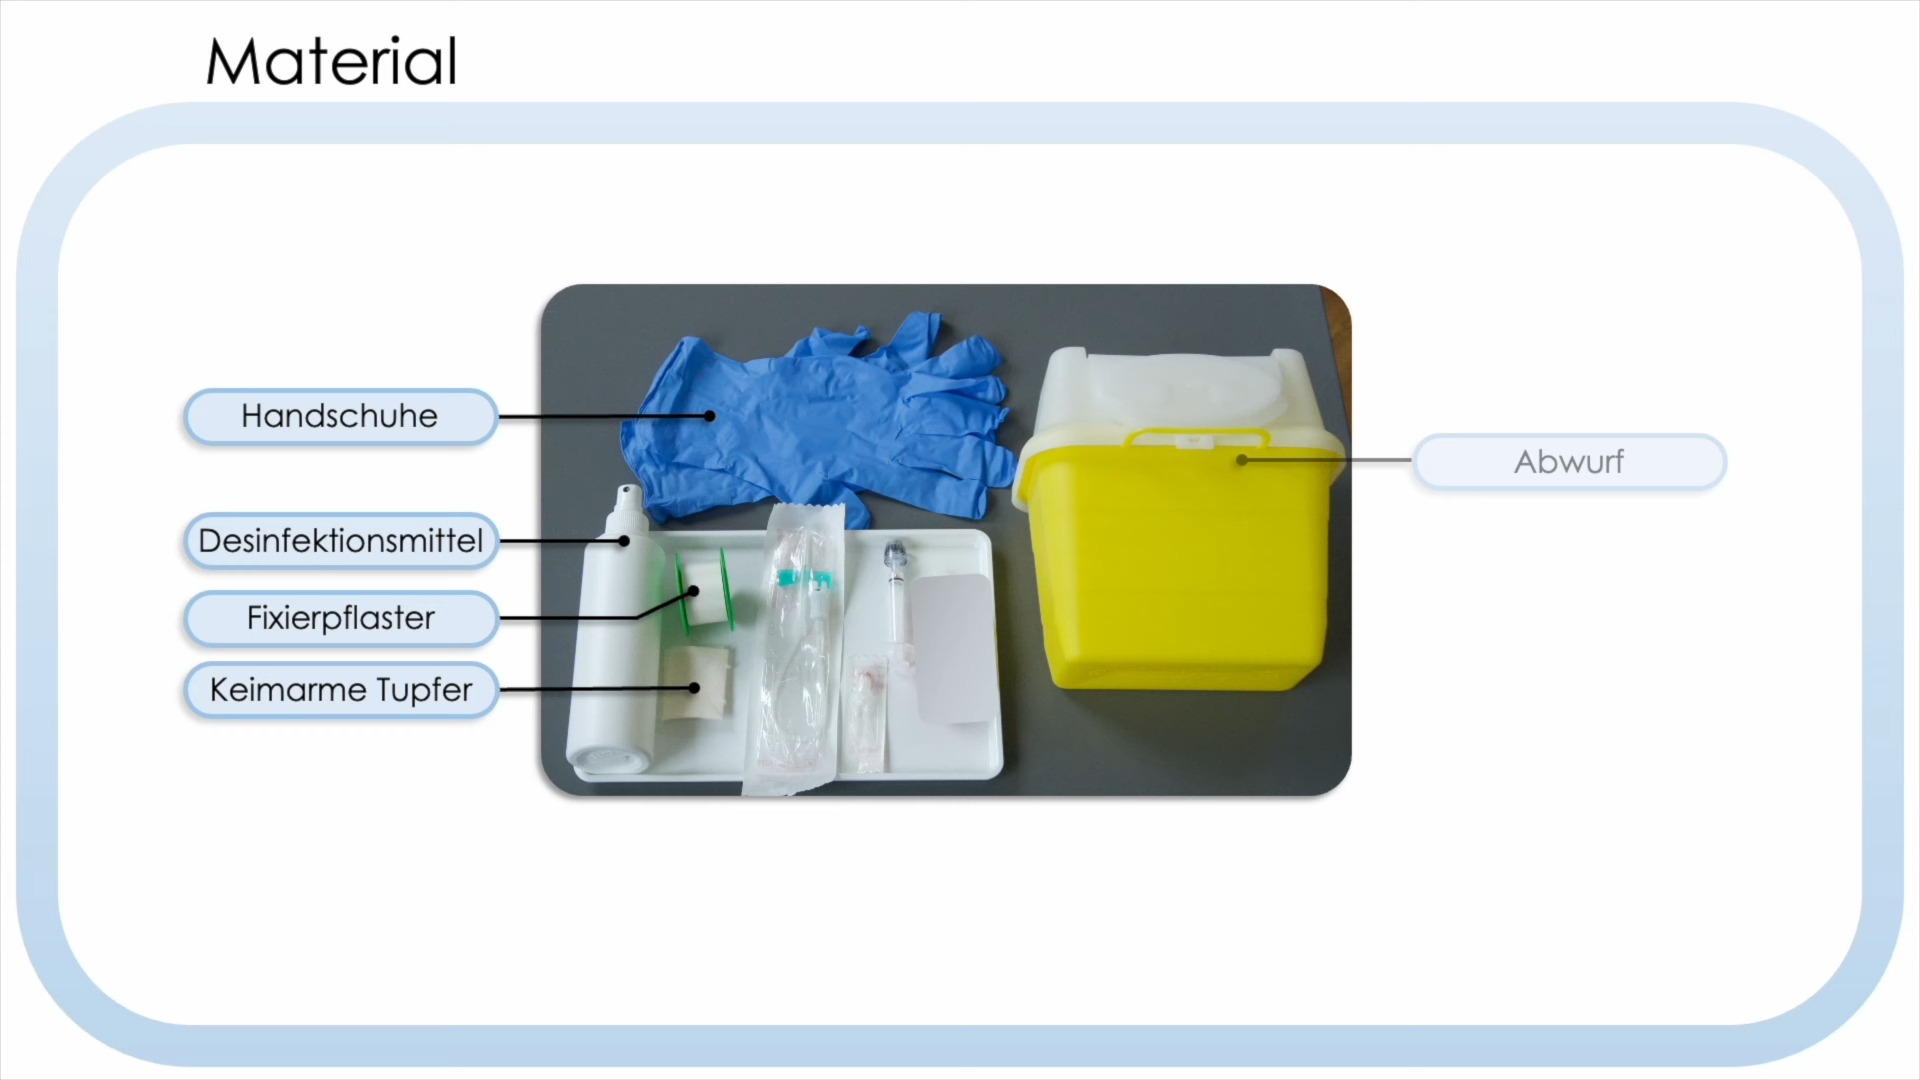 Material
Handschuhe
Abwurf
Desinfektionsmittel
Fixierpflaster
Keimarme Tupfer